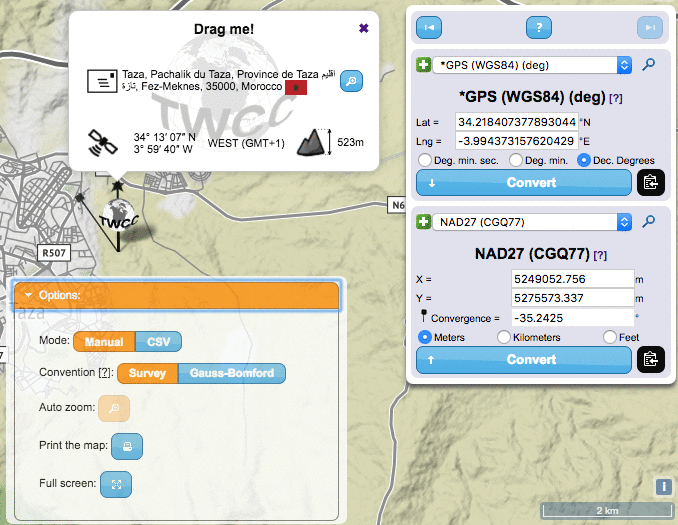 Drag me!
Taza, Pachalik du Taza, Province de Taza إقليم
تازة, Fez-Meknes, 35000, Morocco
34° 13′ 07″ N
3° 59′ 40″ W
WEST (GMT+1)
523m
TWCC
TWCC
R507
N6
Taza
Options:
Mode: Manual CSV
Convention [?]: Survey Gauss-Bomford
Auto zoom:
Print the map:
Full screen:
?
*GPS (WGS84) (deg)
*GPS (WGS84) (deg) [?]
Lat = 34.218407377893044 °N
Lng = -3.994373157620429 °E
Deg. min. sec. Deg. min. Dec. Degrees
Convert
NAD27 (CGQ77)
NAD27 (CGQ77) [?]
X = 5249052.756 m
Y = 5275573.337 m
Convergence = -35.2425 °
Meters Kilometers Feet
Convert
i
2 km